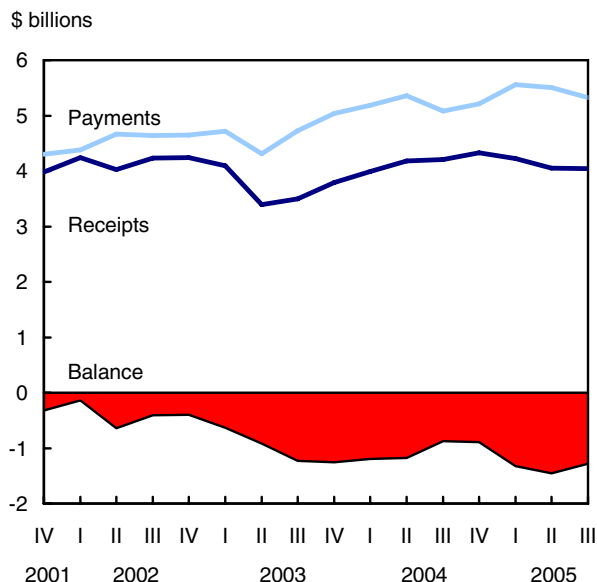 $ billions
6
5
Payments
4
Receipts
3
2
1
Balance
0
-1
-2
IV I II III IV I II III IV I II III IV I II III
2001 2002 2003 2004 2005